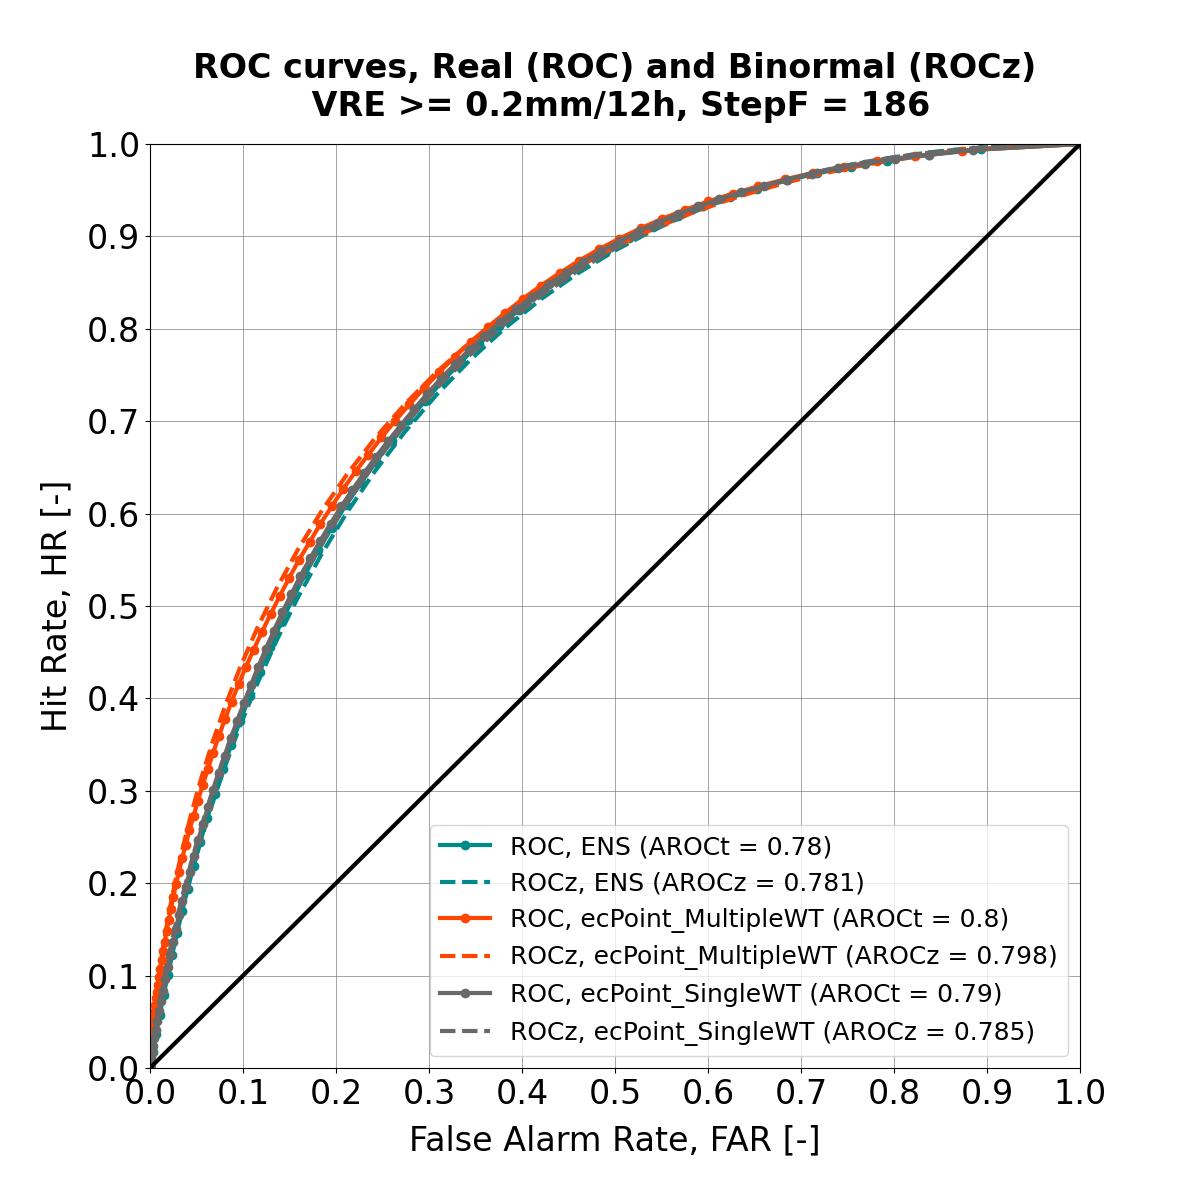 ROC curves, Real (ROC) and Binormal (ROCz)
VRE >= 0.2mm/12h, StepF = 186
1.0
0.9
0.8
0.7
0.6
0.5
0.4
0.3
0.2
0.1
0.0
Hit Rate, HR [-]
ROC, ENS (AROCt = 0.78)
ROCz, ENS (AROCz = 0.781)
ROC, ecPoint_MultipleWT (AROCt = 0.8)
ROCz, ecPoint_MultipleWT (AROCz = 0.798)
ROC, ecPoint_SingleWT (AROCt = 0.79)
ROCz, ecPoint_SingleWT (AROCz = 0.785)
0.0 0.1 0.2 0.3 0.4 0.5 0.6 0.7 0.8 0.9 1.0
False Alarm Rate, FAR [-]